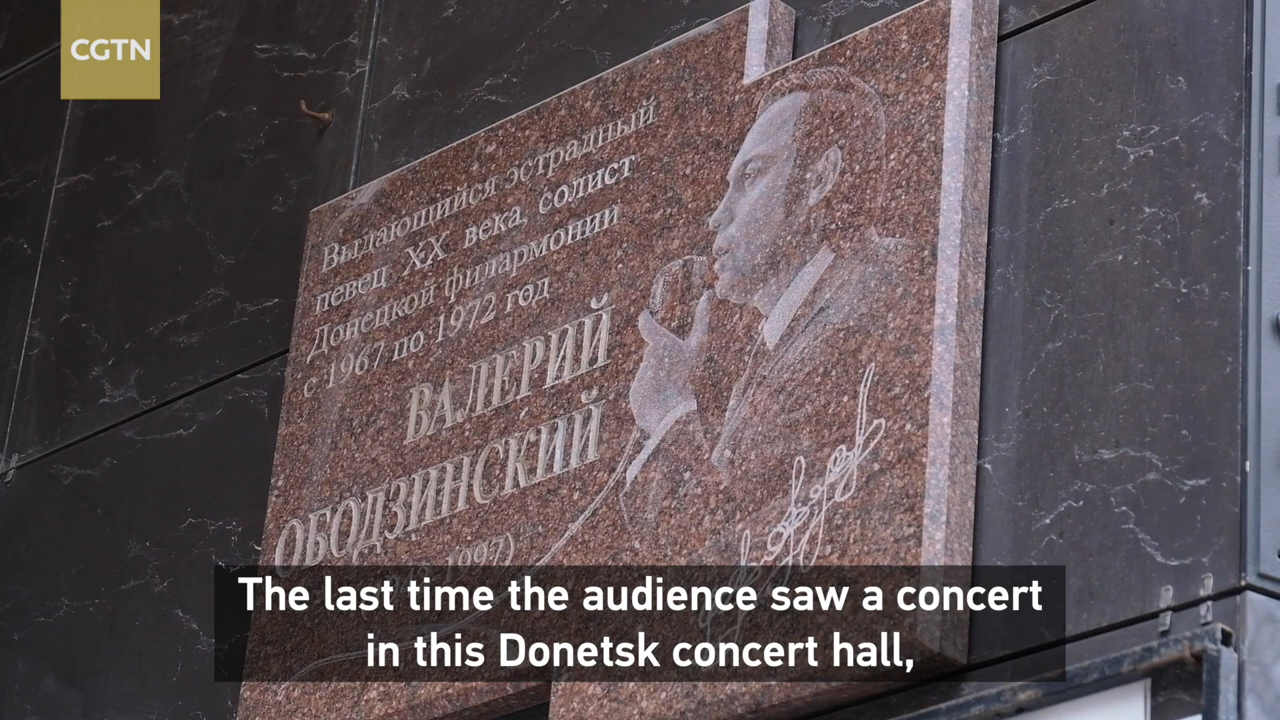 CGTN
Выдающийся эстрадный
певец XX века, солист
Донецкой филармонии
с 1967 по 1972 год
ВАЛЕРИЙ
ОБОДЗИНСКИЙ
1997)
The last time the audience saw a concert
in this Donetsk concert hall,